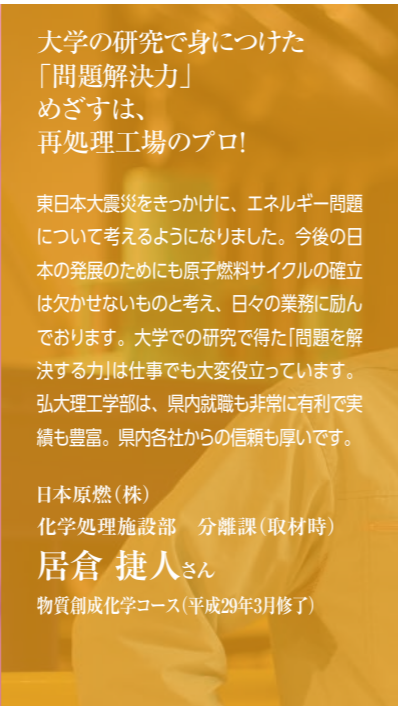 大学の研究で身につけた
「問題解決力」
めざすは、
再処理工場のプロ!
東日本大震災をきっかけに、エネルギー問題
について考えるようになりました。今後の日
本の発展のためにも原子燃料サイクルの確立
は欠かせないものと考え、日々の業務に励ん
でおります。大学での研究で得た「問題を解
決する力」は仕事でも大変役立っています。
弘大理工学部は、県内就職も非常に有利で実
績も豊富。県内各社からの信頼も厚いです。
日本原燃(株)
化学処理施設部　分離課(取材時)
居倉 捷人さん
物質創成化学コース(平成29年3月修了)